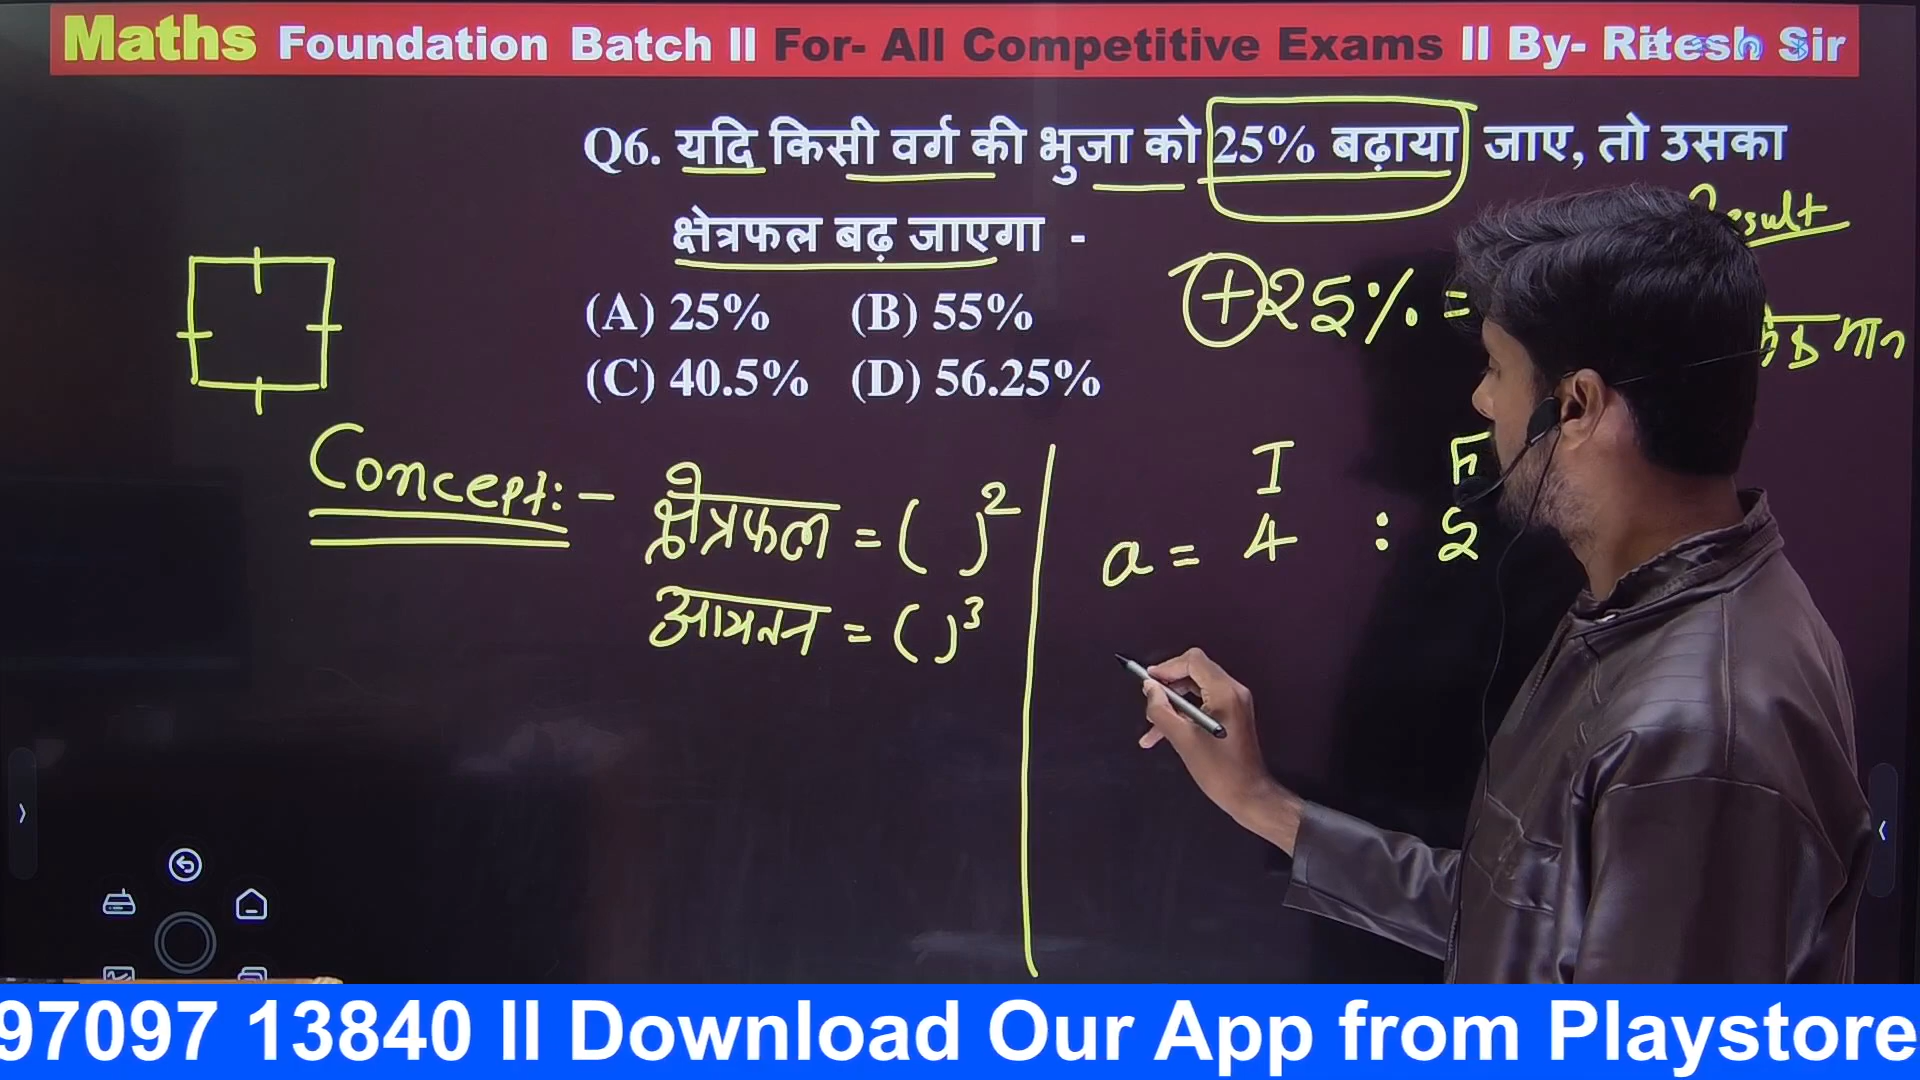 Maths Foundation Batch II For- All Competitive Exams II By- Ritesh Sir
Q6. यदि किसी वर्ग की भुजा को 25% बढ़ाया जाए, तो उसका
क्षेत्रफल बढ़ जाएगा -
(A) 25% (B) 55%
(C) 40.5% (D) 56.25%
Result
+25% =
मान
Concept:-
क्षेत्रफल = ( )²
आयतन = ( )³
I F
a = 4 : 5
97097 13840 II Download Our App from Playstore